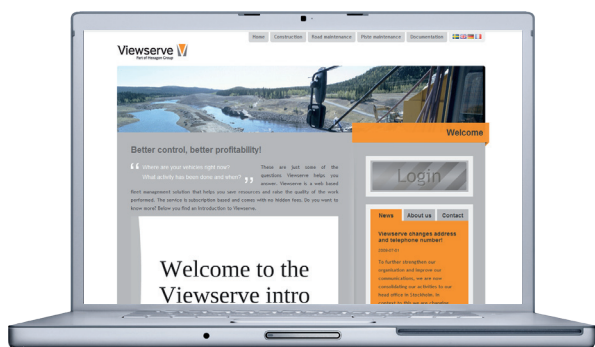 Home Construction Road maintenance Piste maintenance Documentation
Viewserve
Part of Hexagon Group
Welcome
Better control, better profitability!
“ Where are your vehicles right now?
What activity has been done and when? ”
These are just some of the
questions Viewserve helps you
answer. Viewserve is a web based
fleet management solution that helps you save resources and raise the quality of the work
performed. The service is subscription based and comes with no hidden fees. Do you want to
know more? Below you find an introduction to Viewserve.
Welcome to the
Viewserve intro
Login
News About us Contact
Viewserve changes address
and telephone number!
To further strengthen our
organisation and improve our
communications, we are now
consolidating our activities to our
head office in Stockholm. In